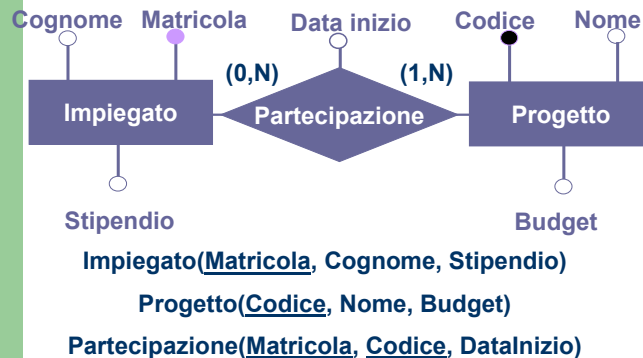 Cognome Matricola Data inizio Codice Nome
(0,N) (1,N)
Impiegato Partecipazione Progetto
Stipendio Budget
Impiegato(Matricola, Cognome, Stipendio)
Progetto(Codice, Nome, Budget)
Partecipazione(Matricola, Codice, DataInizio)